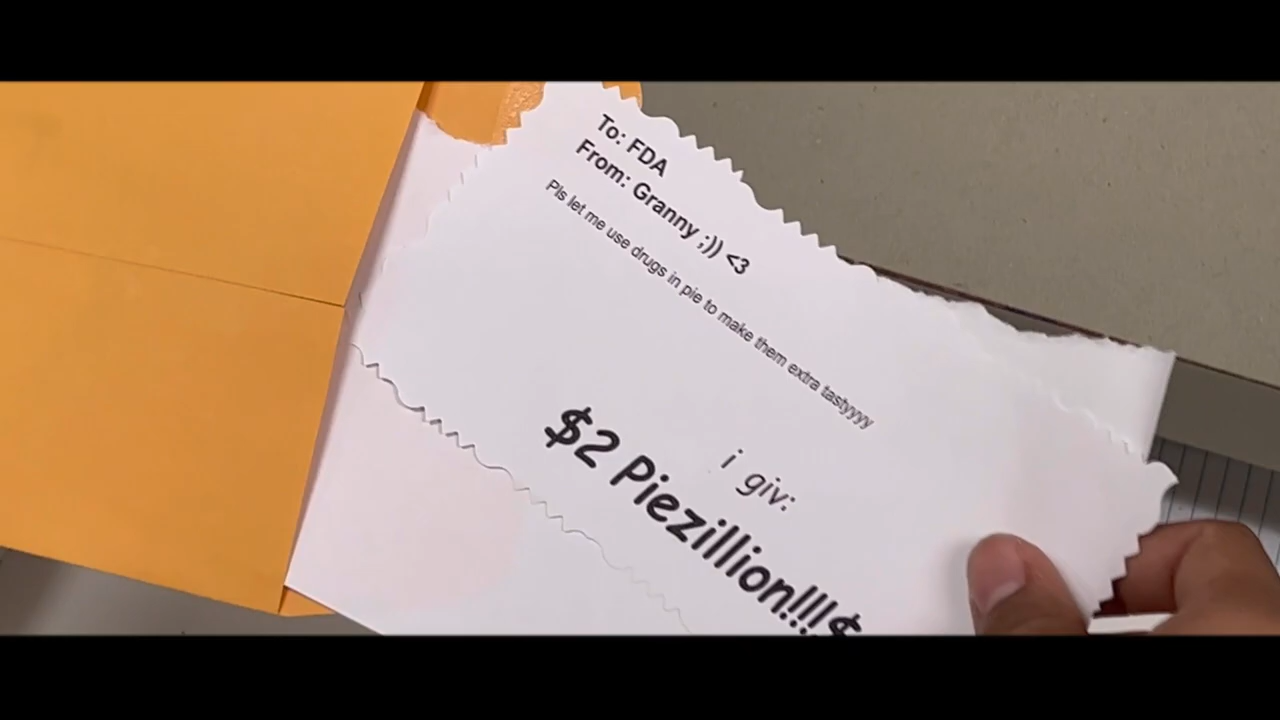 To: FDA
From: Granny ;)) <3
Pls let me use drugs in pie to make them extra tastyyyy
i giv:
$2 Piezillion!!!$